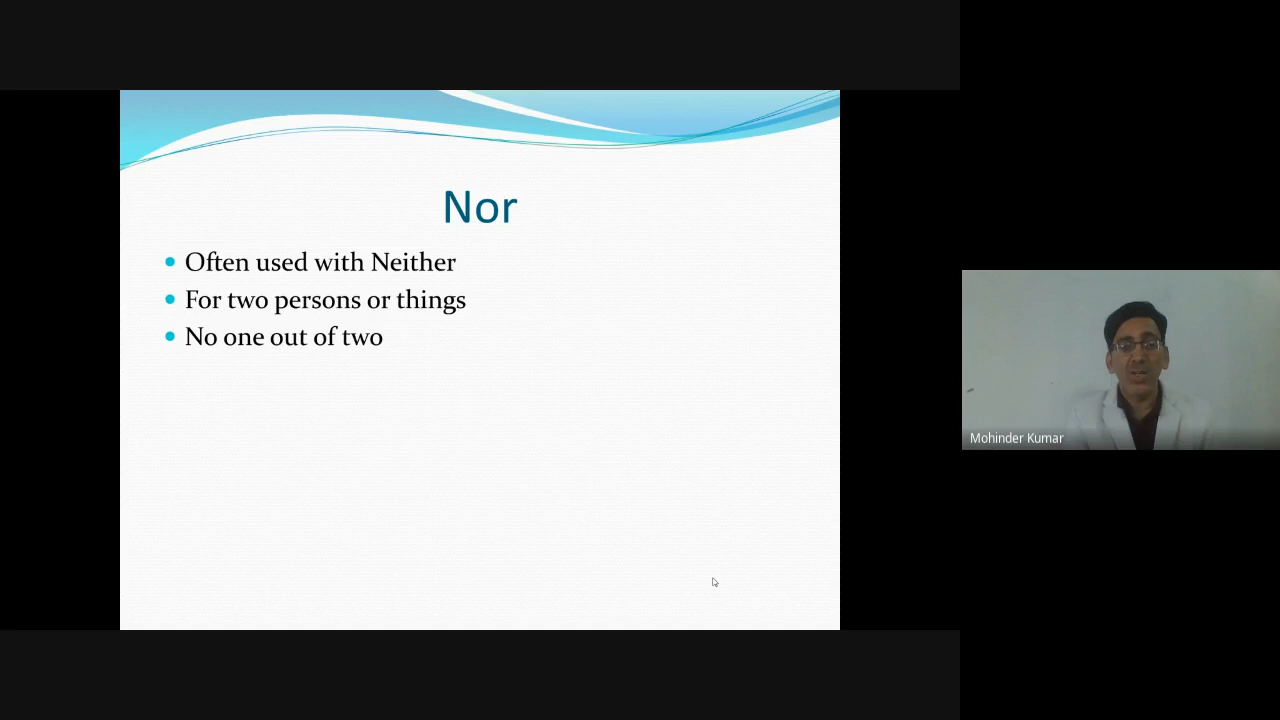 Nor
Often used with Neither
For two persons or things
No one out of two
Mohinder Kumar